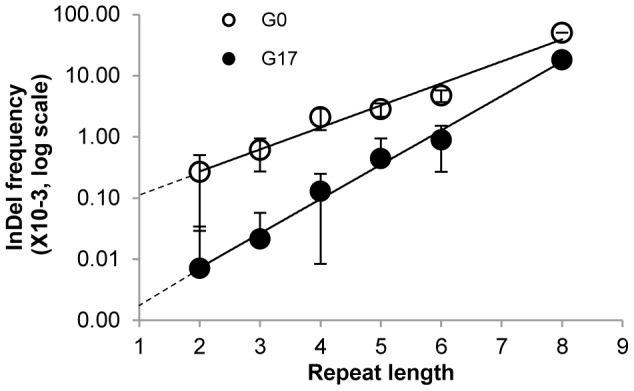 100.00
G0
G17
10.00
1.00
0.10
0.01
0.00
InDel frequency
(X10-3, log scale)
1 2 3 4 5 6 7 8 9
Repeat length